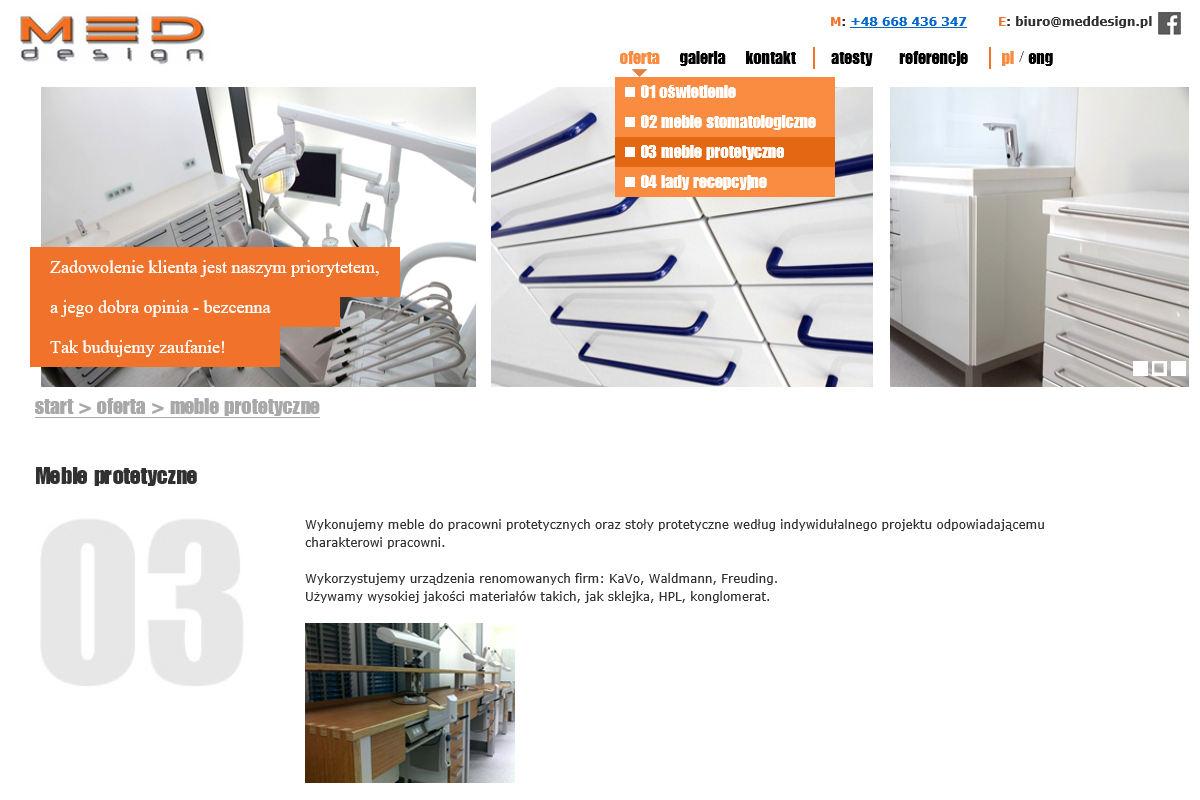 MED
design
M: +48 668 436 347 E: biuro@meddesign.pl
oferta galeria kontakt atesty referencje pl / eng
01 oświetlenie
02 meble stomatologiczne
03 meble protetyczne
04 lady recepcyjne
Zadowolenie klienta jest naszym priorytetem,
a jego dobra opinia - bezcenna
Tak budujemy zaufanie!
start > oferta > meble protetyczne
Meble protetyczne
03
Wykonujemy meble do pracowni protetycznych oraz stoły protetyczne według indywidułalnego projektu odpowiadającemu
charakterowi pracowni.
Wykorzystujemy urządzenia renomowanych firm: KaVo, Waldmann, Freuding.
Używamy wysokiej jakości materiałów takich, jak sklejka, HPL, konglomerat.